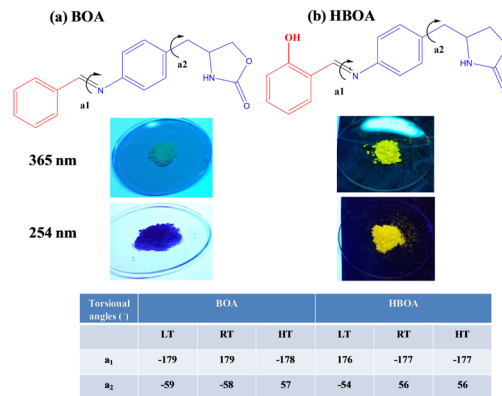 (a) BOA
(b) HBOA
OH
a2
a2
HN
O
O
N
a1
HN
N
a1
365 nm
254 nm
Torsional angles (°) BOA HBOA
LT RT HT LT RT HT
a1 -179 179 -178 176 -177 -177
a2 -59 -58 57 -54 56 56